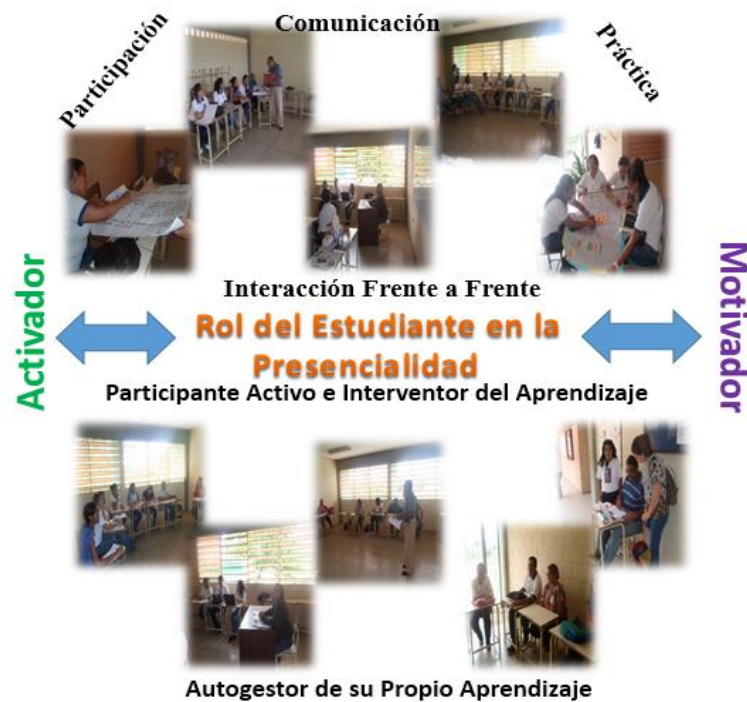 Comunicación
Participación
Práctica
Interacción Frente a Frente
Activador
Rol del Estudiante en la
Presencialidad
Motivador
Participante Activo e Interventor del Aprendizaje
Autogestor de su Propio Aprendizaje